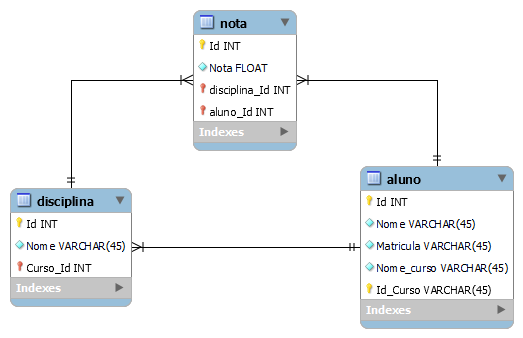 nota
Id INT
Nota FLOAT
disciplina_Id INT
aluno_Id INT
Indexes
disciplina
Id INT
Nome VARCHAR(45)
Curso_Id INT
Indexes
aluno
Id INT
Nome VARCHAR(45)
Matricula VARCHAR(45)
Nome_curso VARCHAR(45)
Id_Curso VARCHAR(45)
Indexes